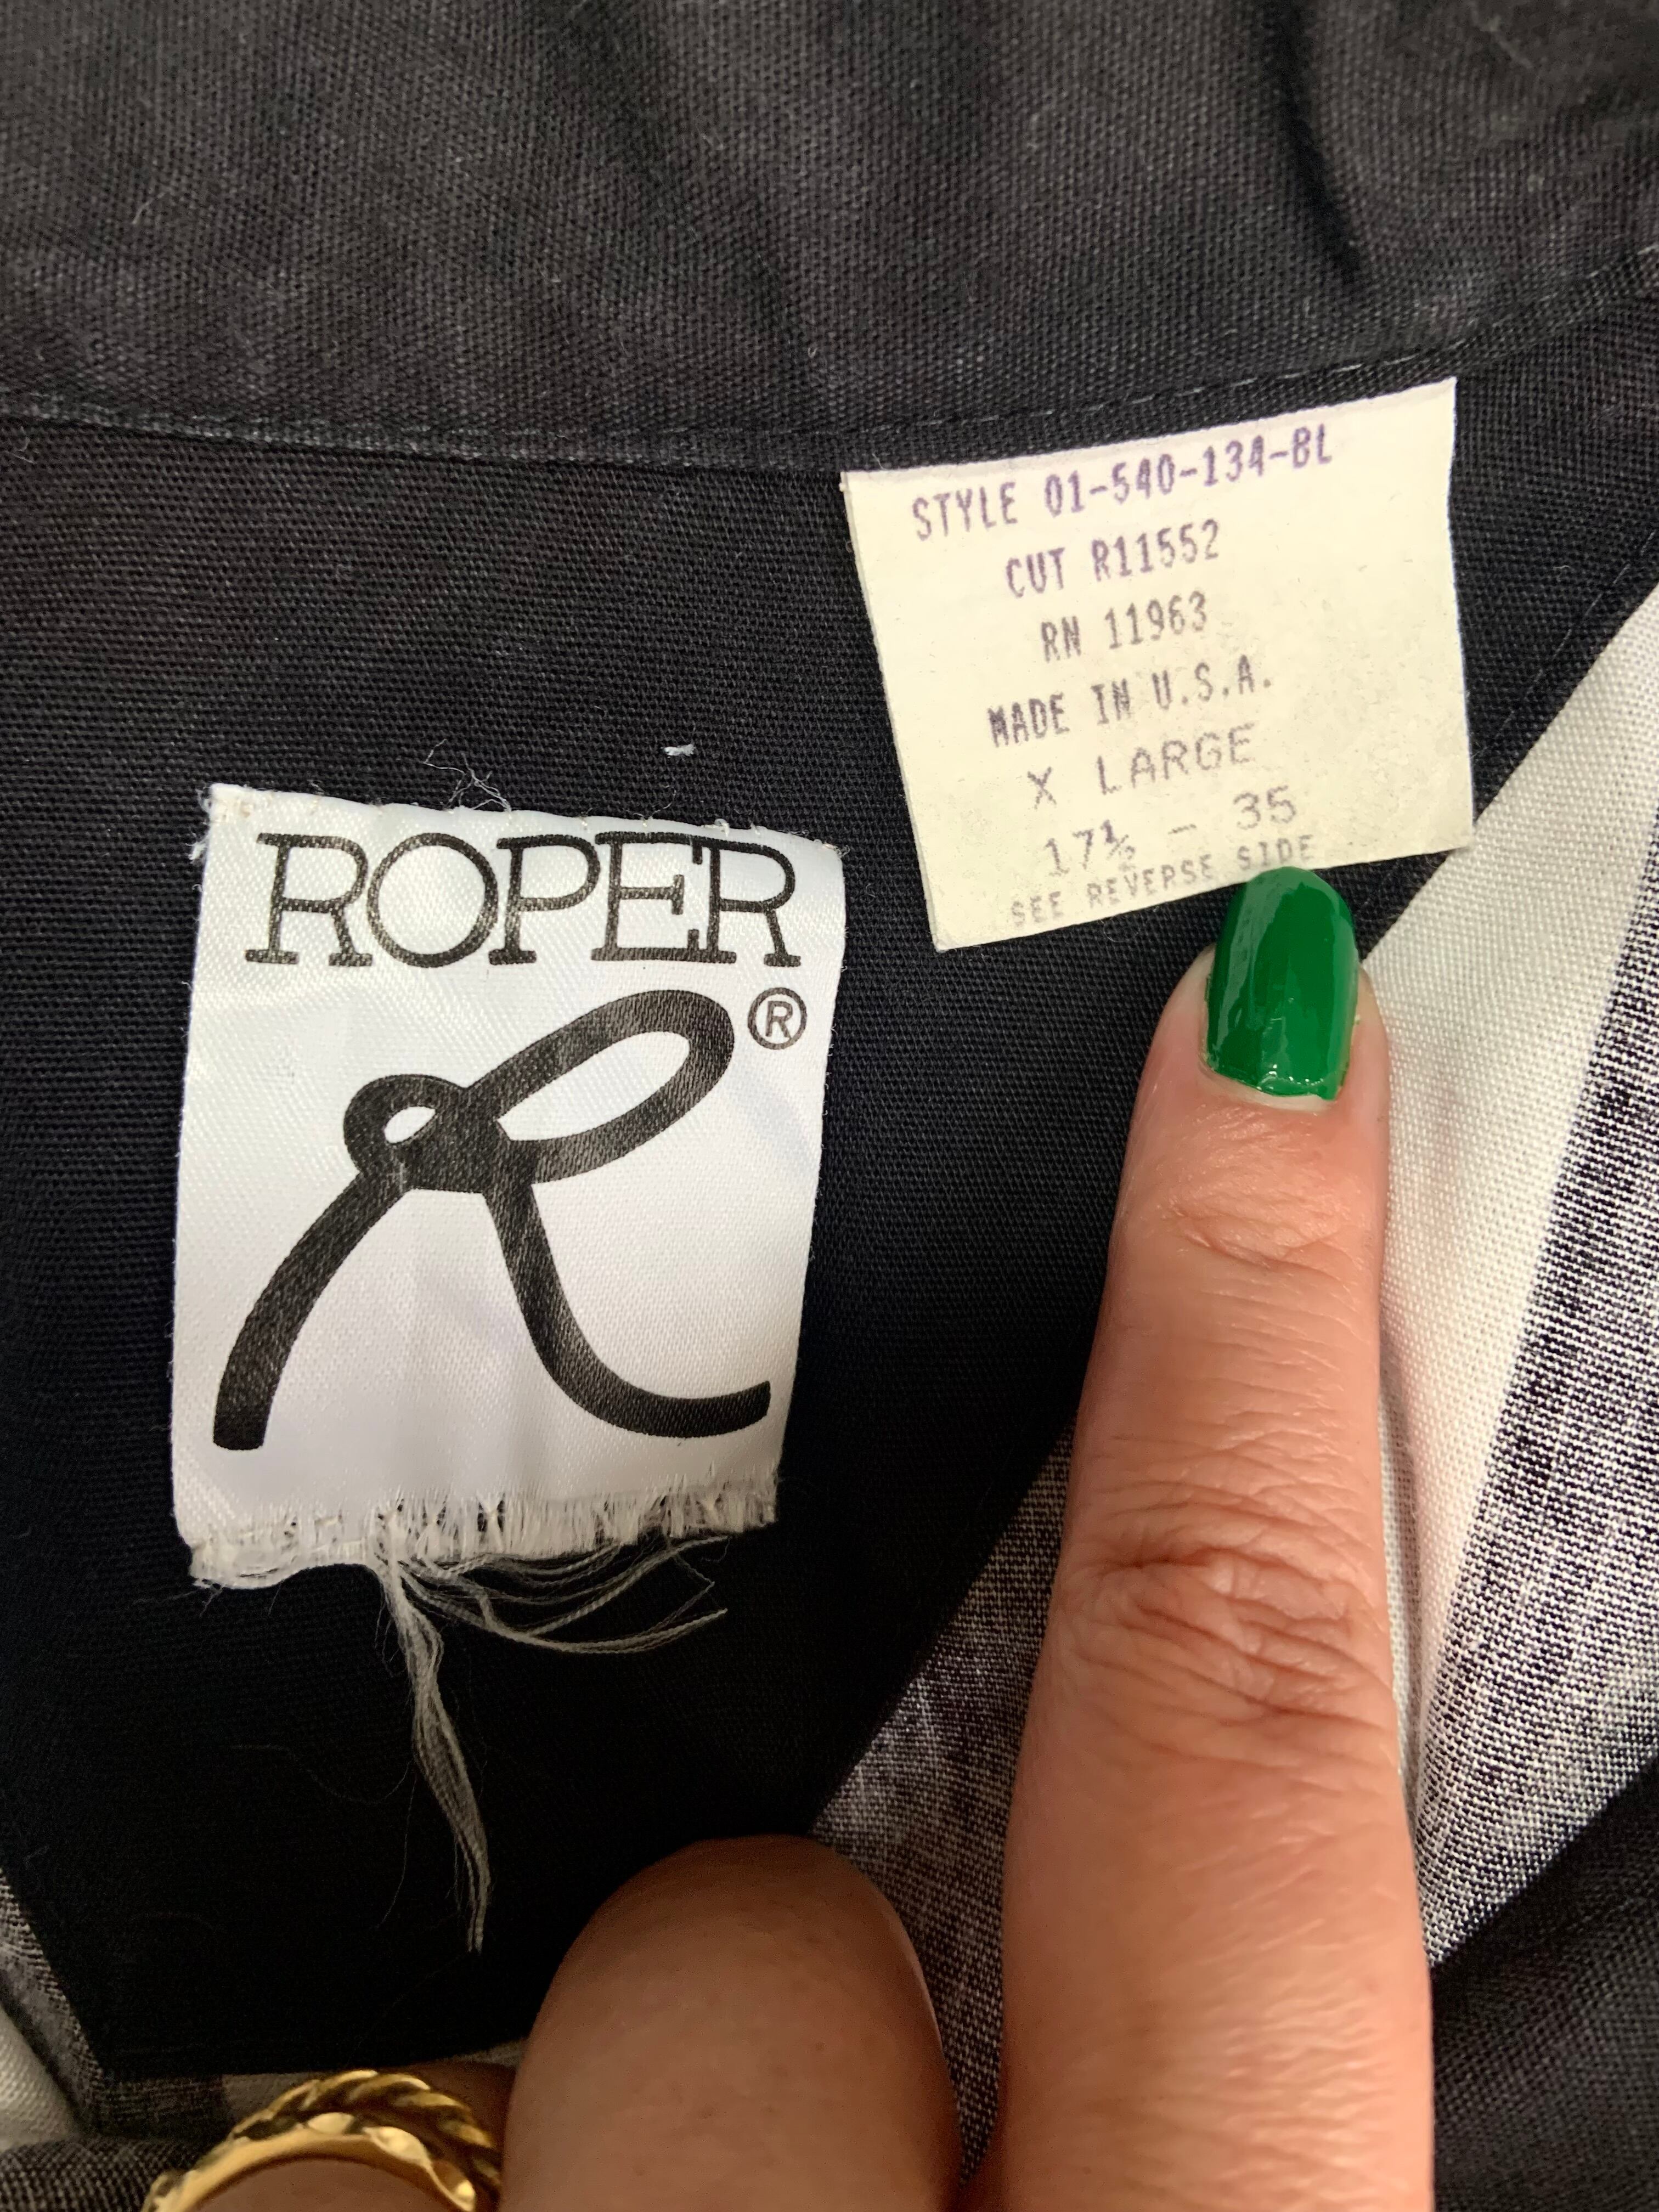 STYLE 01-540-134-BL
CUT R11552
RN 11963
MADE IN U.S.A.
X LARGE
17½ - 35
SEE REVERSE SIDE
ROPER
R ®